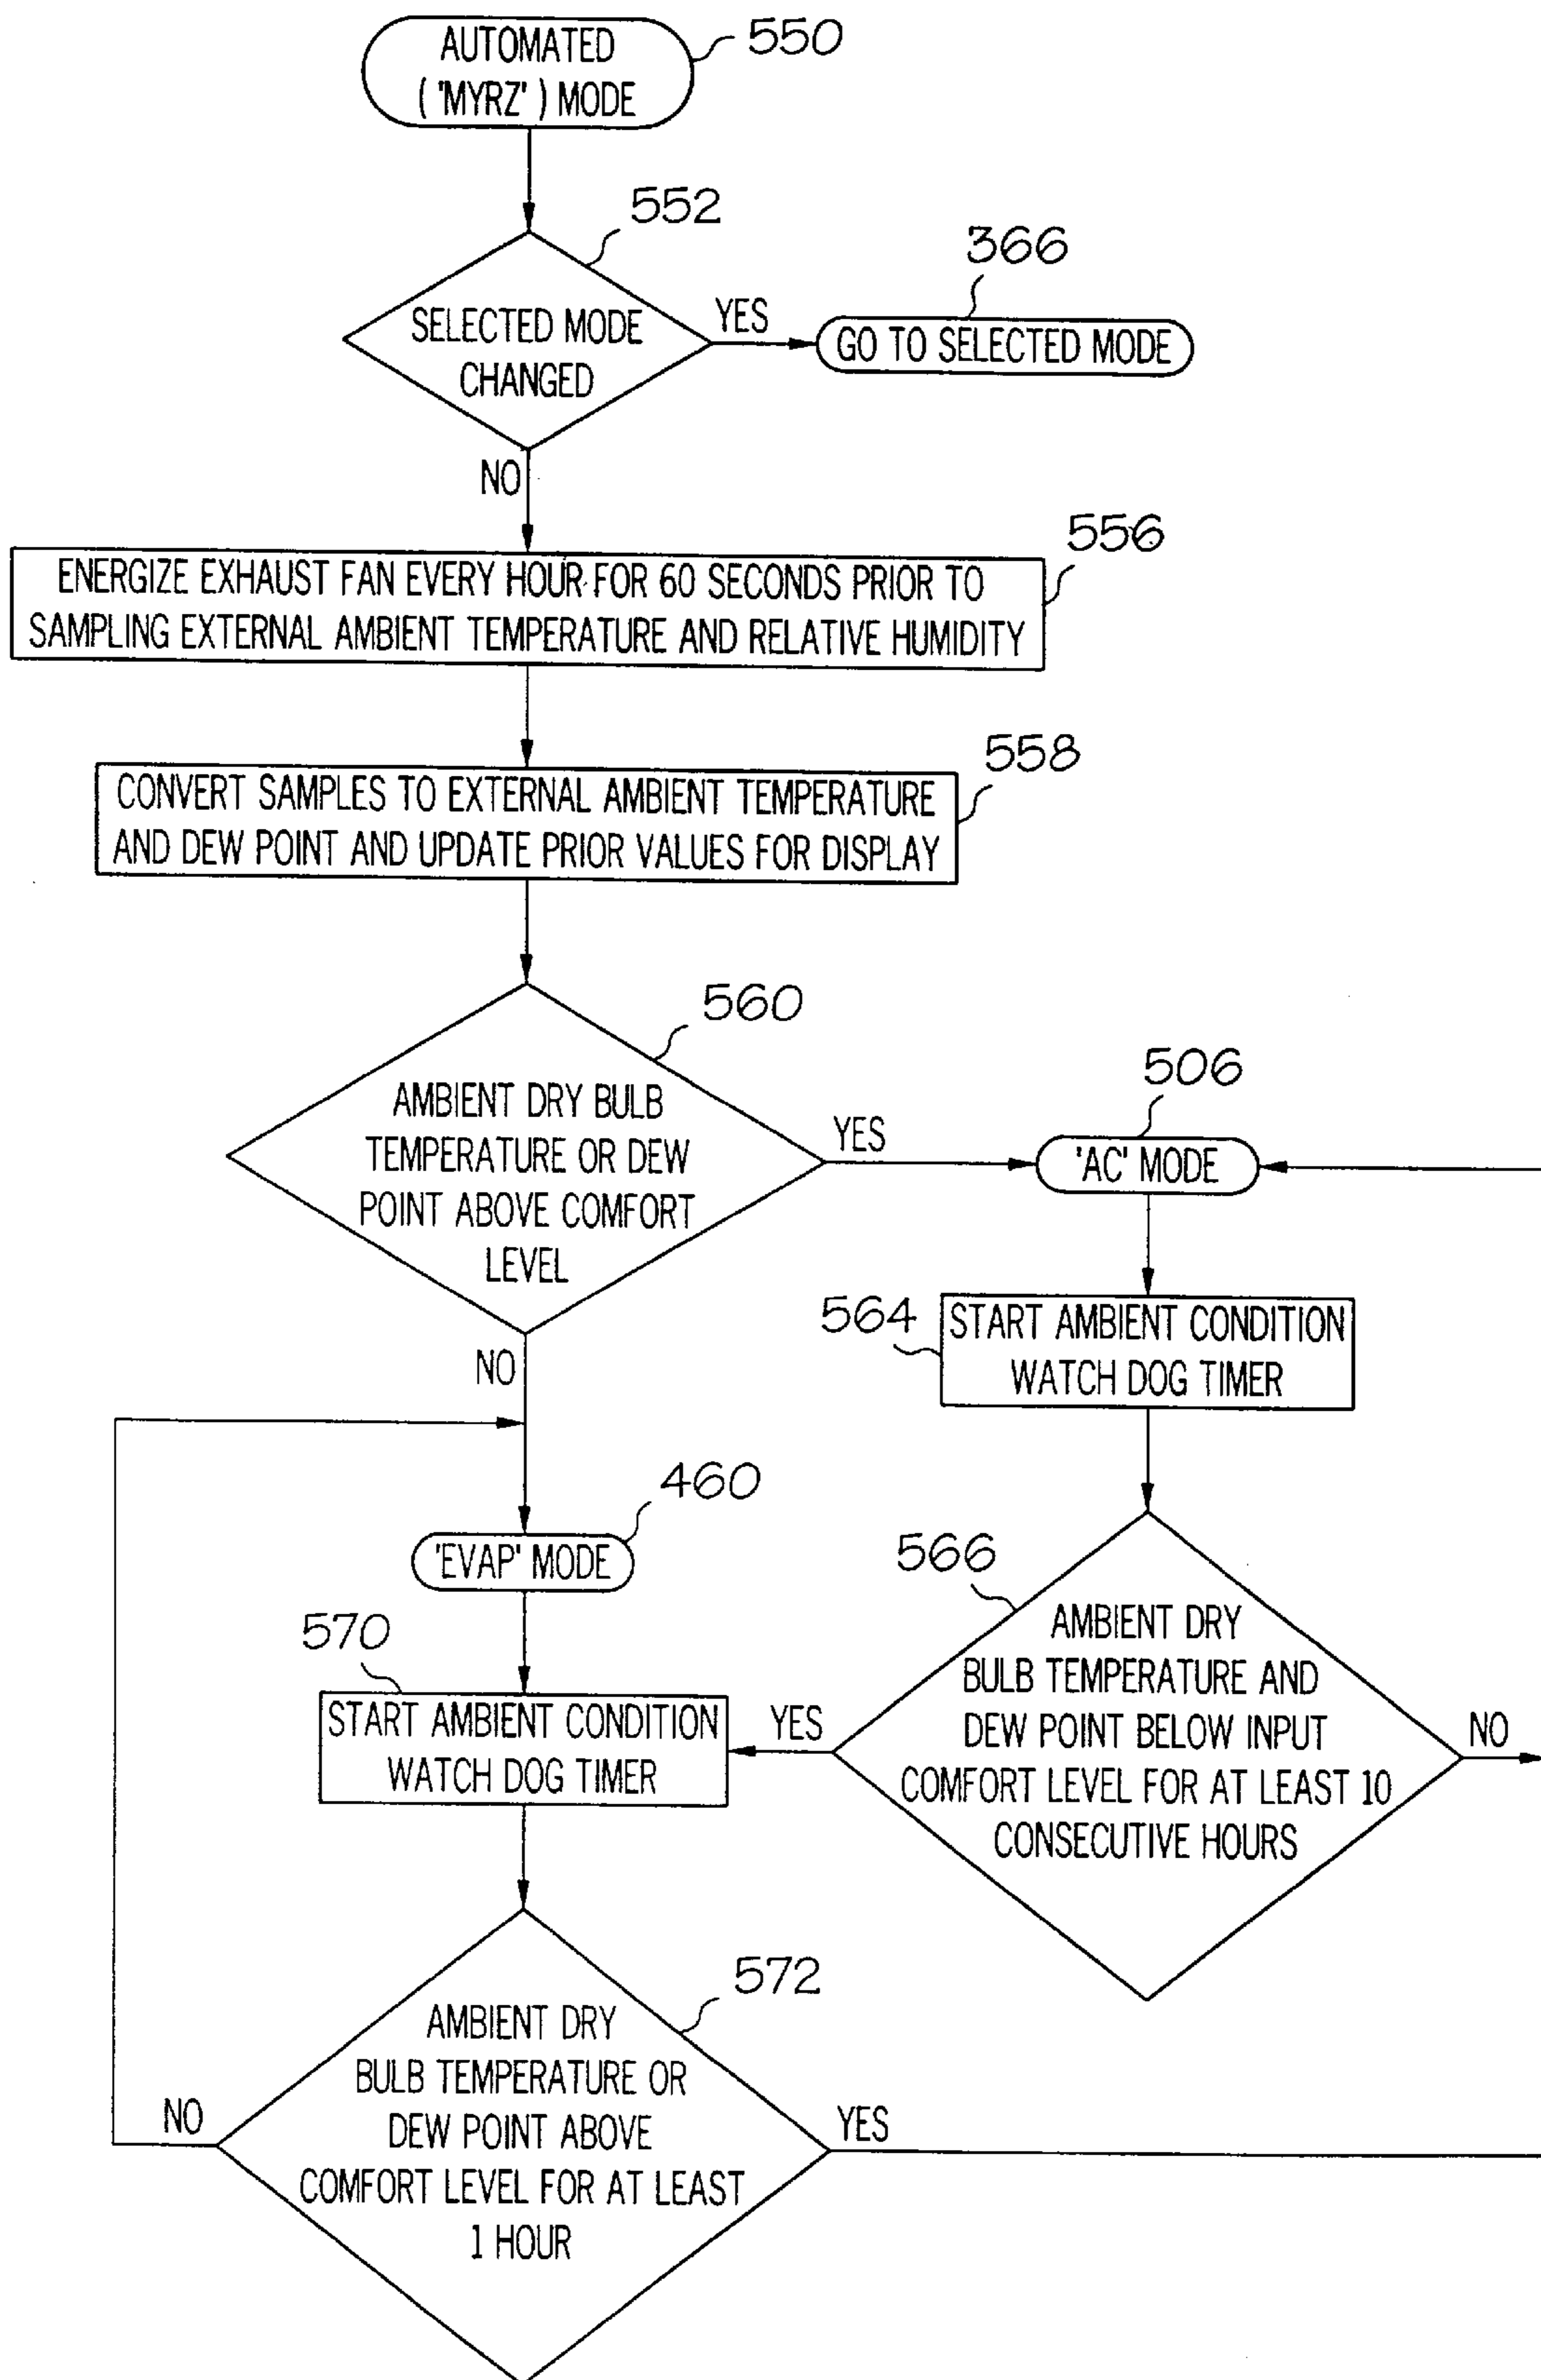 AUTOMATED
( 'MYRZ' ) MODE
550
552
SELECTED MODE
CHANGED
YES
366
GO TO SELECTED MODE
NO
556
ENERGIZE EXHAUST FAN EVERY HOUR FOR 60 SECONDS PRIOR TO
SAMPLING EXTERNAL AMBIENT TEMPERATURE AND RELATIVE HUMIDITY
558
CONVERT SAMPLES TO EXTERNAL AMBIENT TEMPERATURE
AND DEW POINT AND UPDATE PRIOR VALUES FOR DISPLAY
560
AMBIENT DRY BULB
TEMPERATURE OR DEW
POINT ABOVE COMFORT
LEVEL
YES
506
'AC' MODE
564
START AMBIENT CONDITION
WATCH DOG TIMER
NO
460
'EVAP' MODE
566
AMBIENT DRY
BULB TEMPERATURE AND
DEW POINT BELOW INPUT
COMFORT LEVEL FOR AT LEAST 10
CONSECUTIVE HOURS
YES
NO
570
START AMBIENT CONDITION
WATCH DOG TIMER
572
AMBIENT DRY
BULB TEMPERATURE OR
DEW POINT ABOVE
COMFORT LEVEL FOR AT LEAST
1 HOUR
NO
YES